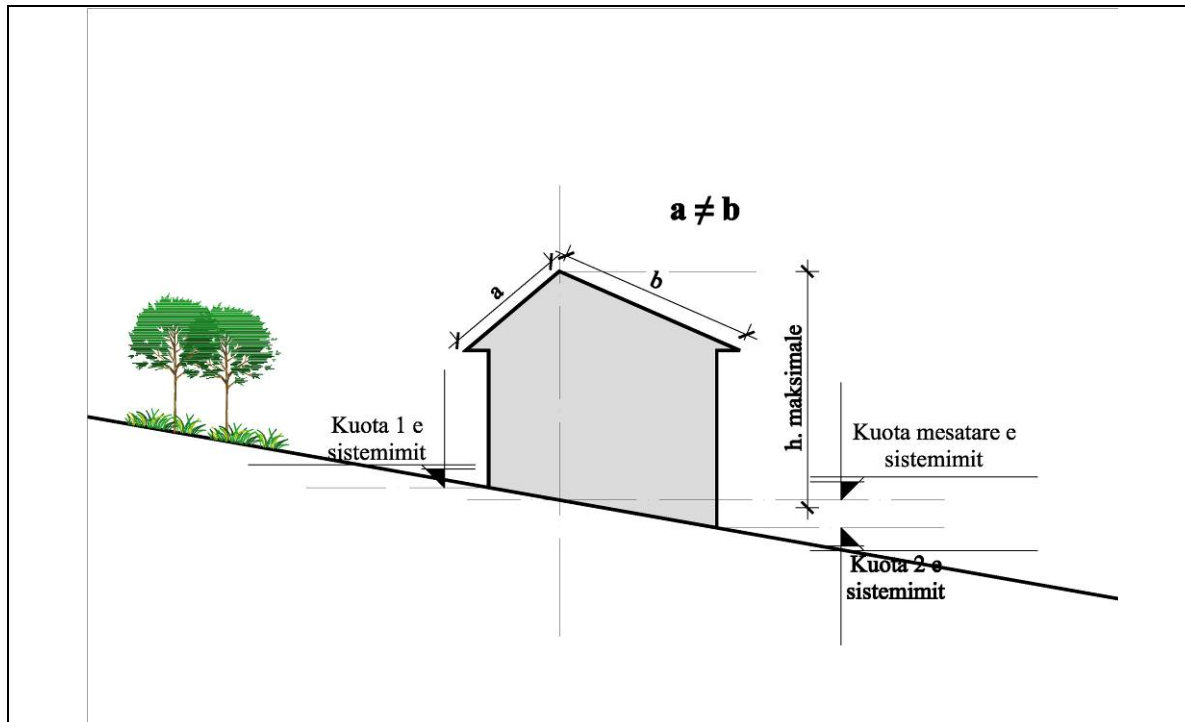 a ≠ b
a
b
h. maksimale
Kuota 1 e
sistemimit
Kuota mesatare e
sistemimit
Kuota 2 e
sistemimit